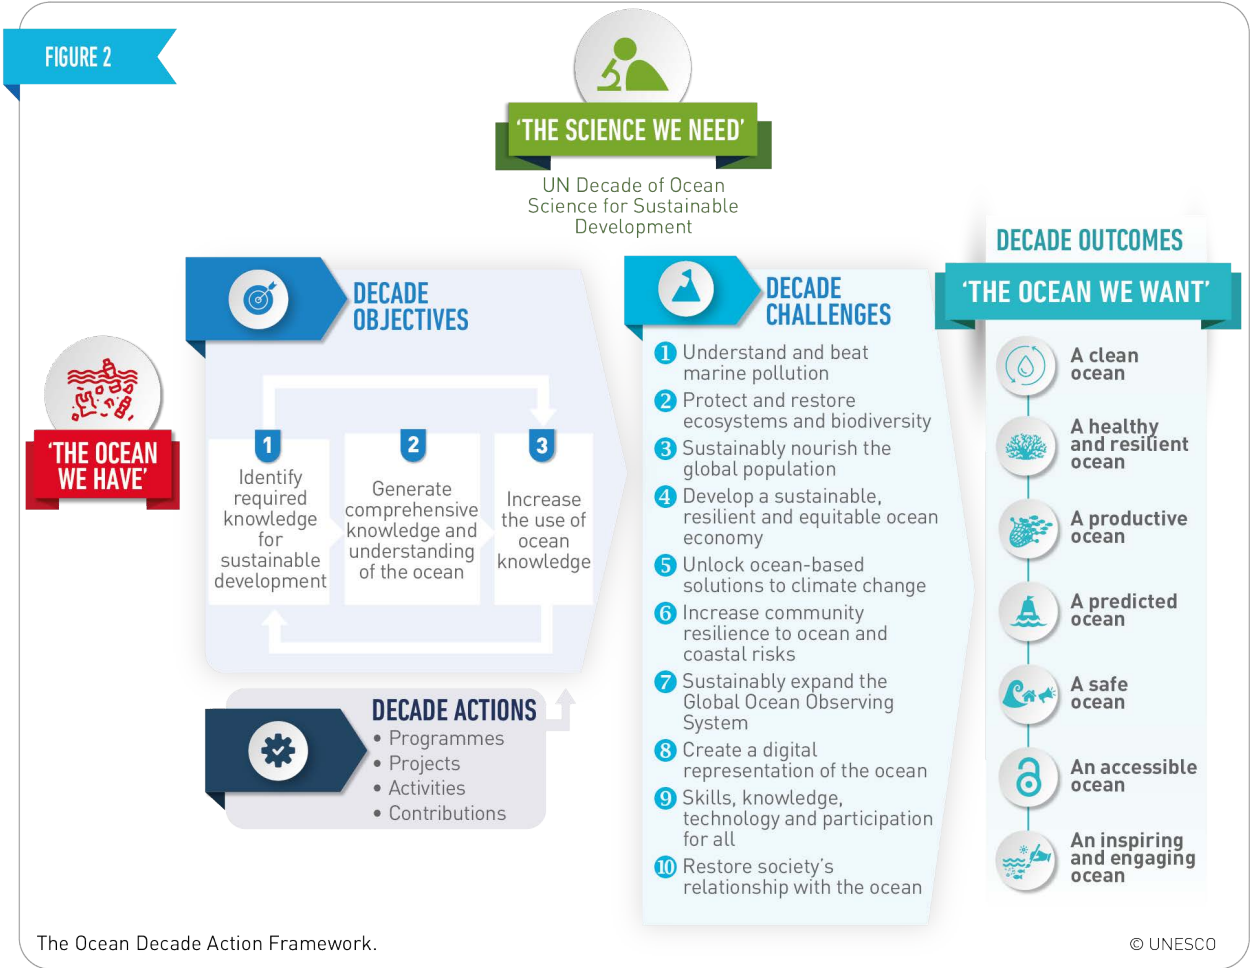 FIGURE 2
‘THE SCIENCE WE NEED’
UN Decade of Ocean
Science for Sustainable
Development
‘THE OCEAN
WE HAVE’
DECADE
OBJECTIVES
1
Identify
required
knowledge
for
sustainable
development
2
Generate
comprehensive
knowledge and
understanding
of the ocean
3
Increase
the use of
ocean
knowledge
DECADE ACTIONS
• Programmes
• Projects
• Activities
• Contributions
DECADE
CHALLENGES
1 Understand and beat
marine pollution
2 Protect and restore
ecosystems and biodiversity
3 Sustainably nourish the
global population
4 Develop a sustainable,
resilient and equitable ocean
economy
5 Unlock ocean-based
solutions to climate change
6 Increase community
resilience to ocean and
coastal risks
7 Sustainably expand the
Global Ocean Observing
System
8 Create a digital
representation of the ocean
9 Skills, knowledge,
technology and participation
for all
10 Restore society’s
relationship with the ocean
DECADE OUTCOMES
‘THE OCEAN WE WANT’
A clean
ocean
A healthy
and resilient
ocean
A productive
ocean
A predicted
ocean
A safe
ocean
An accessible
ocean
An inspiring
and engaging
ocean
The Ocean Decade Action Framework.
© UNESCO